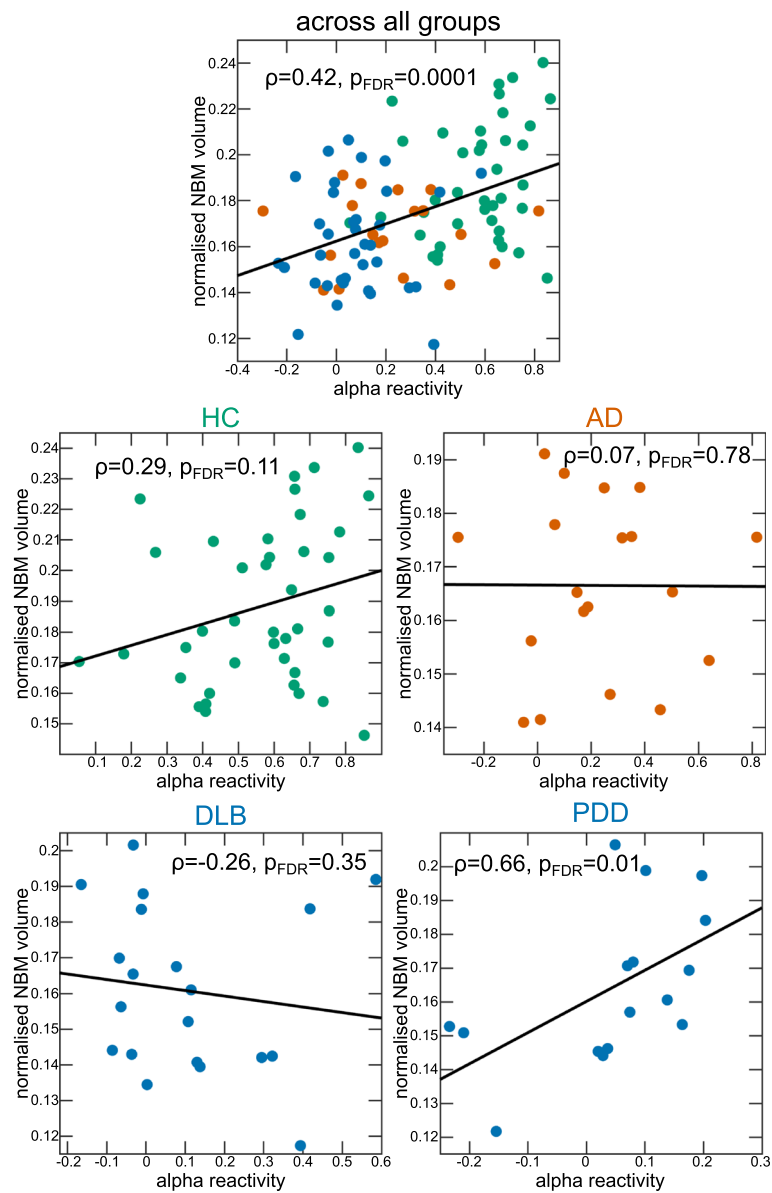 across all groups
ρ=0.42, pFDR=0.0001
normalised NBM volume
0.24
0.22
0.2
0.18
0.16
0.14
0.12
-0.4 -0.2 0 0.2 0.4 0.6 0.8
alpha reactivity
HC
ρ=0.29, pFDR=0.11
normalised NBM volume
0.24
0.23
0.22
0.21
0.2
0.19
0.18
0.17
0.16
0.15
0.1 0.2 0.3 0.4 0.5 0.6 0.7 0.8
alpha reactivity
AD
ρ=0.07, pFDR=0.78
normalised NBM volume
0.19
0.18
0.17
0.16
0.15
0.14
-0.2 0 0.2 0.4 0.6 0.8
alpha reactivity
DLB
ρ=-0.26, pFDR=0.35
normalised NBM volume
0.2
0.19
0.18
0.17
0.16
0.15
0.14
0.13
0.12
-0.2 -0.1 0 0.1 0.2 0.3 0.4 0.5 0.6
alpha reactivity
PDD
ρ=0.66, pFDR=0.01
normalised NBM volume
0.2
0.19
0.18
0.17
0.16
0.15
0.14
0.13
0.12
-0.2 -0.1 0 0.1 0.2 0.3
alpha reactivity